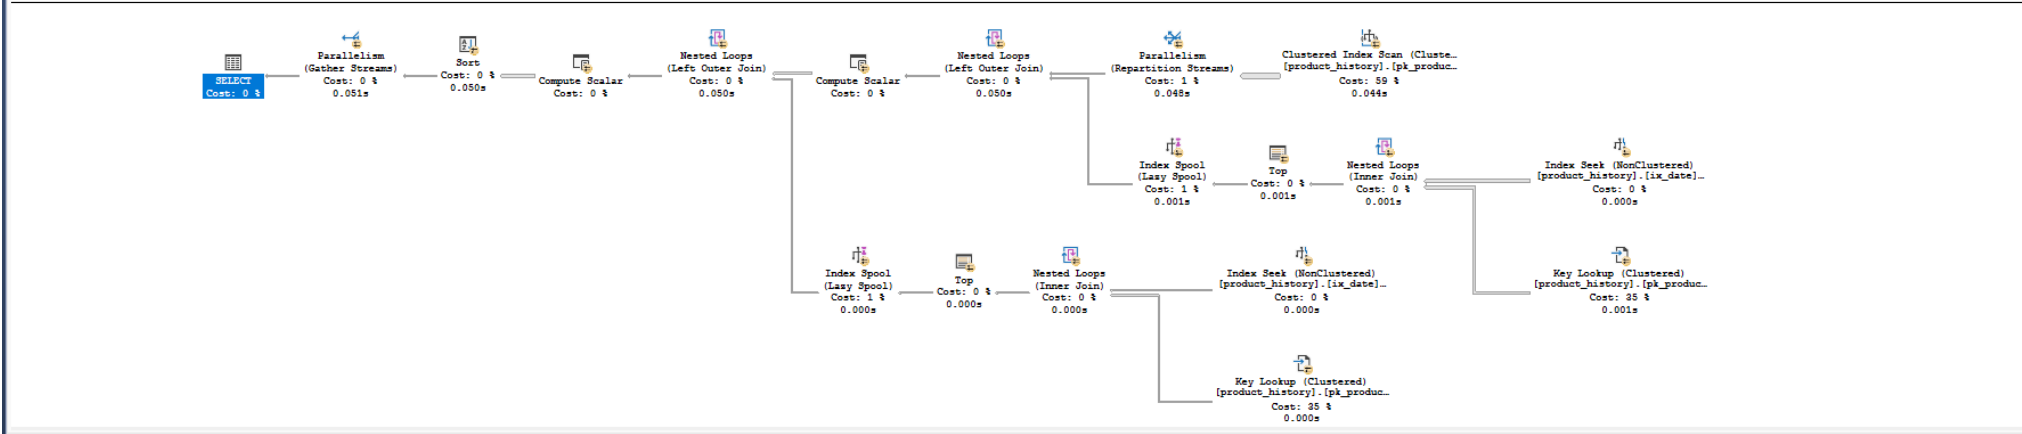 SELECT
Cost: 0 %
Parallelism
(Gather Streams)
Cost: 0 %
0.051s
Sort
Cost: 0 %
0.050s
Compute Scalar
Cost: 0 %
Nested Loops
(Left Outer Join)
Cost: 0 %
0.050s
Compute Scalar
Cost: 0 %
Nested Loops
(Left Outer Join)
Cost: 0 %
0.050s
Parallelism
(Repartition Streams)
Cost: 1 %
0.048s
Clustered Index Scan (Cluste…
[product_history].[pk_produc…
Cost: 59 %
0.044s
Index Spool
(Lazy Spool)
Cost: 1 %
0.001s
Top
Cost: 0 %
0.001s
Nested Loops
(Inner Join)
Cost: 0 %
0.001s
Index Seek (NonClustered)
[product_history].[ix_date]…
Cost: 0 %
0.000s
Index Spool
(Lazy Spool)
Cost: 1 %
0.000s
Top
Cost: 0 %
0.000s
Nested Loops
(Inner Join)
Cost: 0 %
0.000s
Index Seek (NonClustered)
[product_history].[ix_date]…
Cost: 0 %
0.000s
Key Lookup (Clustered)
[product_history].[pk_produc…
Cost: 35 %
0.001s
Key Lookup (Clustered)
[product_history].[pk_produc…
Cost: 35 %
0.000s